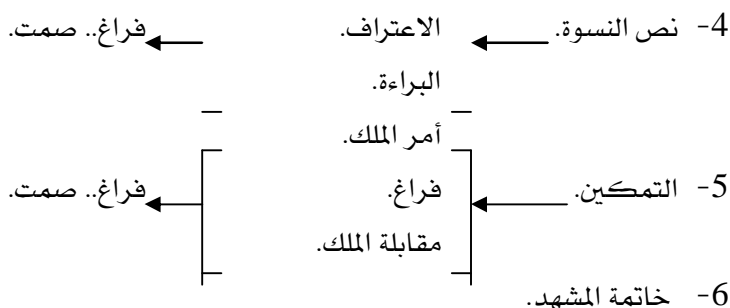 4- نص النسوة. الاعتراف. فراغ.. صمت.
البراءة.
أمر الملك.
5- التمكين. فراغ. فراغ.. صمت.
مقابلة الملك.
6- خاتمة المشهد.